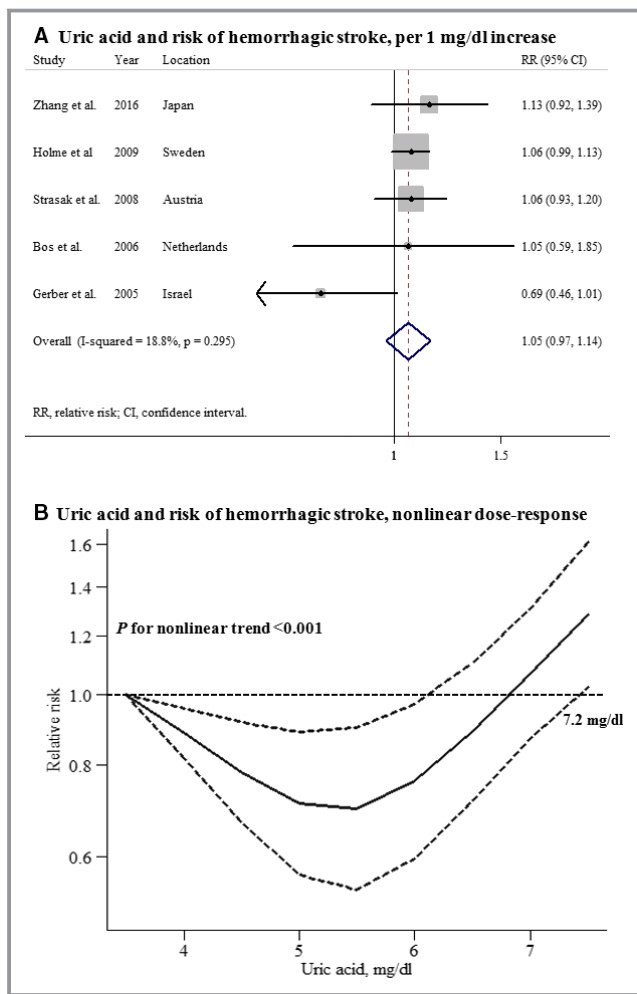 A Uric acid and risk of hemorrhagic stroke, per 1 mg/dl increase
Study Year Location RR (95% CI)
Zhang et al. 2016 Japan 1.13 (0.92, 1.39)
Holme et al 2009 Sweden 1.06 (0.99, 1.13)
Strasak et al. 2008 Austria 1.06 (0.93, 1.20)
Bos et al. 2006 Netherlands 1.05 (0.59, 1.85)
Gerber et al. 2005 Israel 0.69 (0.46, 1.01)
Overall (I-squared = 18.8%, p = 0.295) 1.05 (0.97, 1.14)
RR, relative risk; CI, confidence interval.
1 1.5
B Uric acid and risk of hemorrhagic stroke, nonlinear dose-response
1.6
1.4
P for nonlinear trend <0.001
1.2
1.0
7.2 mg/dl
Relative risk
0.8
0.6
4 5 6 7
Uric acid, mg/dl